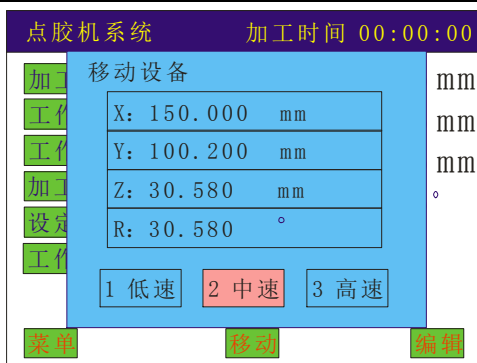 点胶机系统 加工时间 00:00:00
移动设备
加工 mm
X: 150.000 mm
工作 mm
Y: 100.200 mm
工作 mm
Z: 30.580 mm
加工 °
R: 30.580 °
设定
工作
1 低速 2 中速 3 高速
菜单 移动 编辑